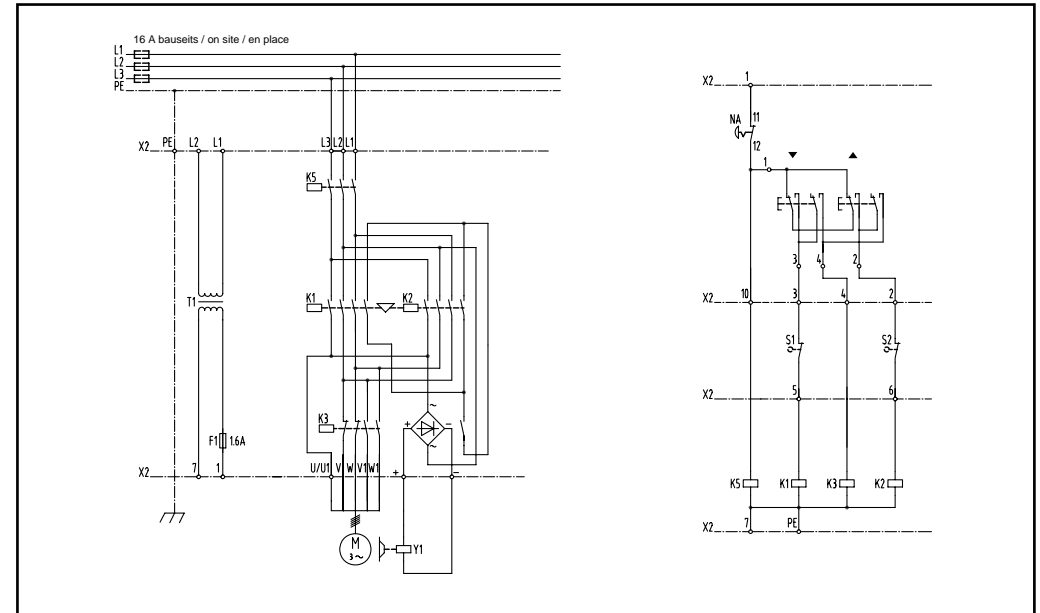 16 A bauseits / on site / en place
L1
L2
L3
PE
X2 PE L2 L1 L3 L2 L1
K5
K1 K2
T1
K3
~
+ -
~
F1 1.6A
X2 7 1 U/U1 V W V1 W1 + -
M
3~
Y1
X2 1
NA 11
12
1
3 4 2
X2 10 3 4 2
S1 S2
X2 5 6
K5 K1 K3 K2
X2 7 PE